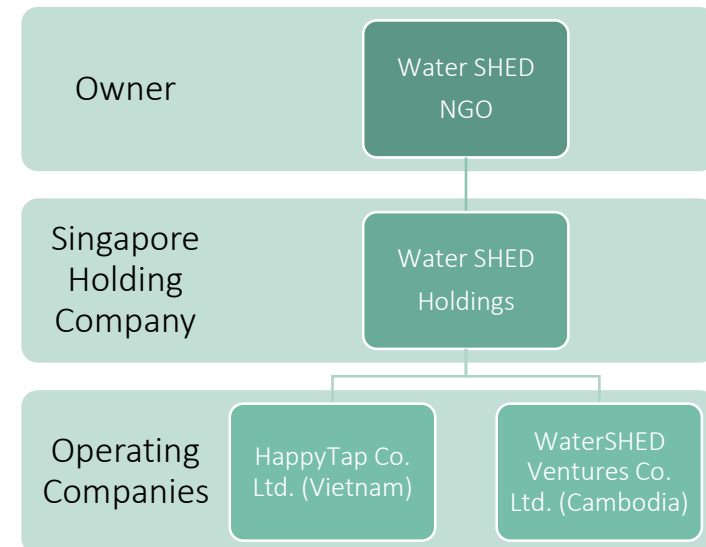 Owner
Water SHED
NGO
Singapore
Holding
Company
Water SHED
Holdings
Operating
Companies
HappyTap Co.
Ltd. (Vietnam)
WaterSHED
Ventures Co.
Ltd. (Cambodia)